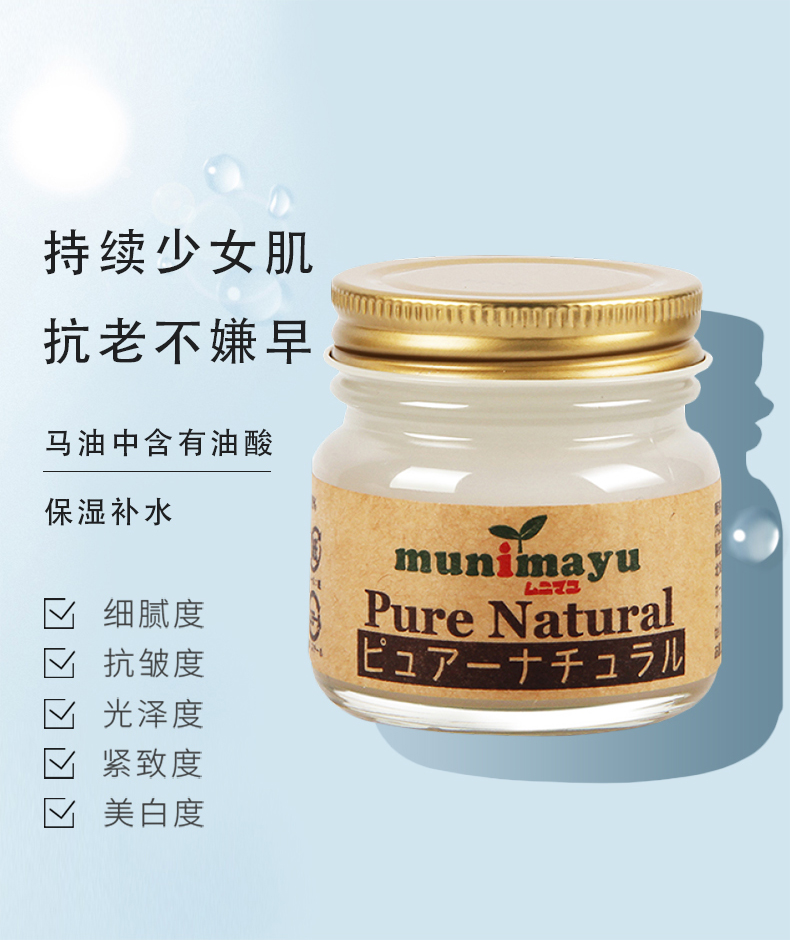 持续少女肌
抗老不嫌早
马油中含有油酸
保湿补水
细腻度
抗皱度
光泽度
紧致度
美白度
munimayu
ムニマユ
Pure Natural
ピュアーナチュラル